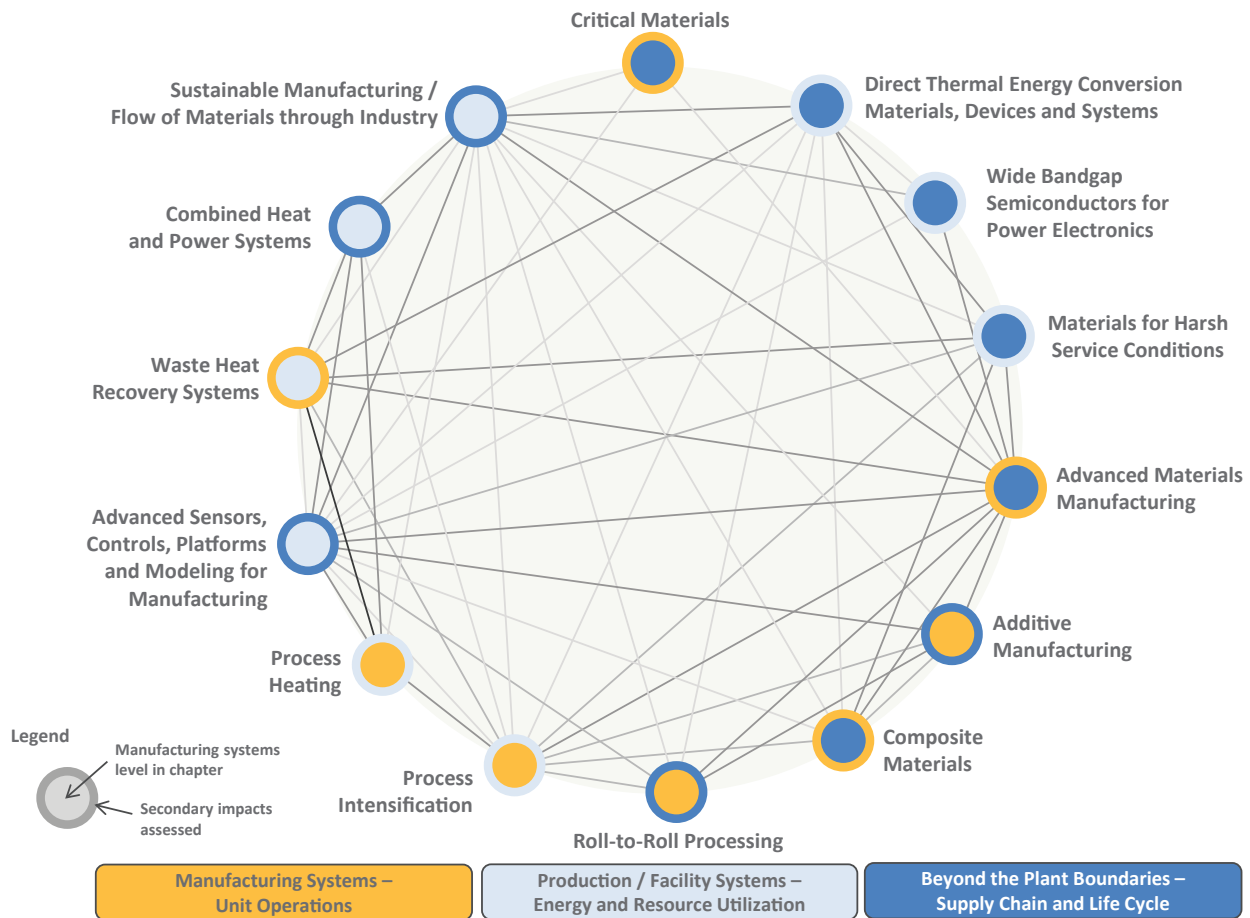 Critical Materials
Sustainable Manufacturing /
Flow of Materials through Industry
Direct Thermal Energy Conversion
Materials, Devices and Systems
Combined Heat
and Power Systems
Wide Bandgap
Semiconductors for
Power Electronics
Materials for Harsh
Service Conditions
Waste Heat
Recovery Systems
Advanced Materials
Manufacturing
Advanced Sensors,
Controls, Platforms
and Modeling for
Manufacturing
Additive
Manufacturing
Process
Heating
Composite
Materials
Process
Intensification
Roll-to-Roll Processing
Legend
Manufacturing systems
level in chapter
Secondary impacts
assessed
Manufacturing Systems –
Unit Operations
Production / Facility Systems –
Energy and Resource Utilization
Beyond the Plant Boundaries –
Supply Chain and Life Cycle